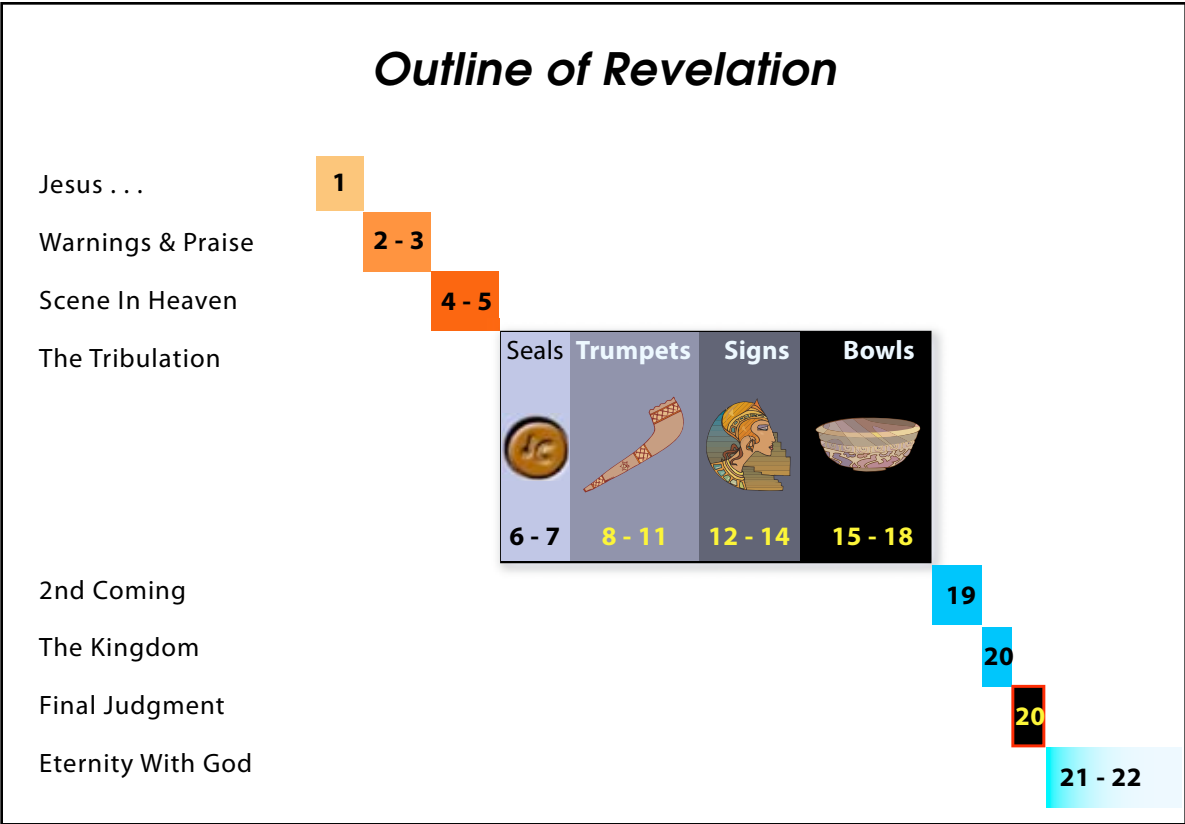 Outline of Revelation
Jesus . . .
1
Warnings & Praise
2 - 3
Scene In Heaven
4 - 5
The Tribulation
Seals Trumpets Signs Bowls
JC
6 - 7 8 - 11 12 - 14 15 - 18
2nd Coming
19
The Kingdom
20
Final Judgment
20
Eternity With God
21 - 22